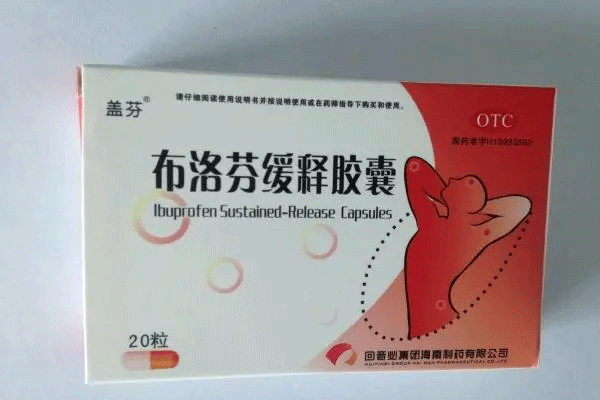 盖芬®
请仔细阅读使用说明书并按说明使用或在药师指导下购买和使用。
OTC
布洛芬缓释胶囊
Ibuprofen Sustained-Release Capsules
20粒
回音必集团海南制药有限公司